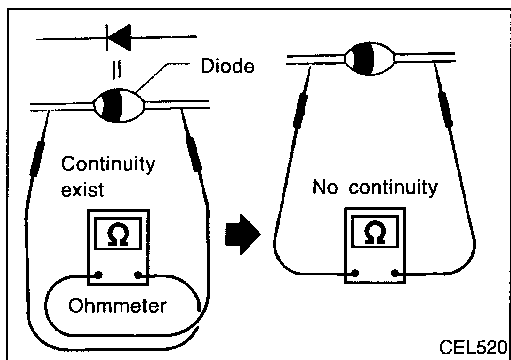 Diode
Continuity
exist
Ω
Ohmmeter
No continuity
Ω
CEL520